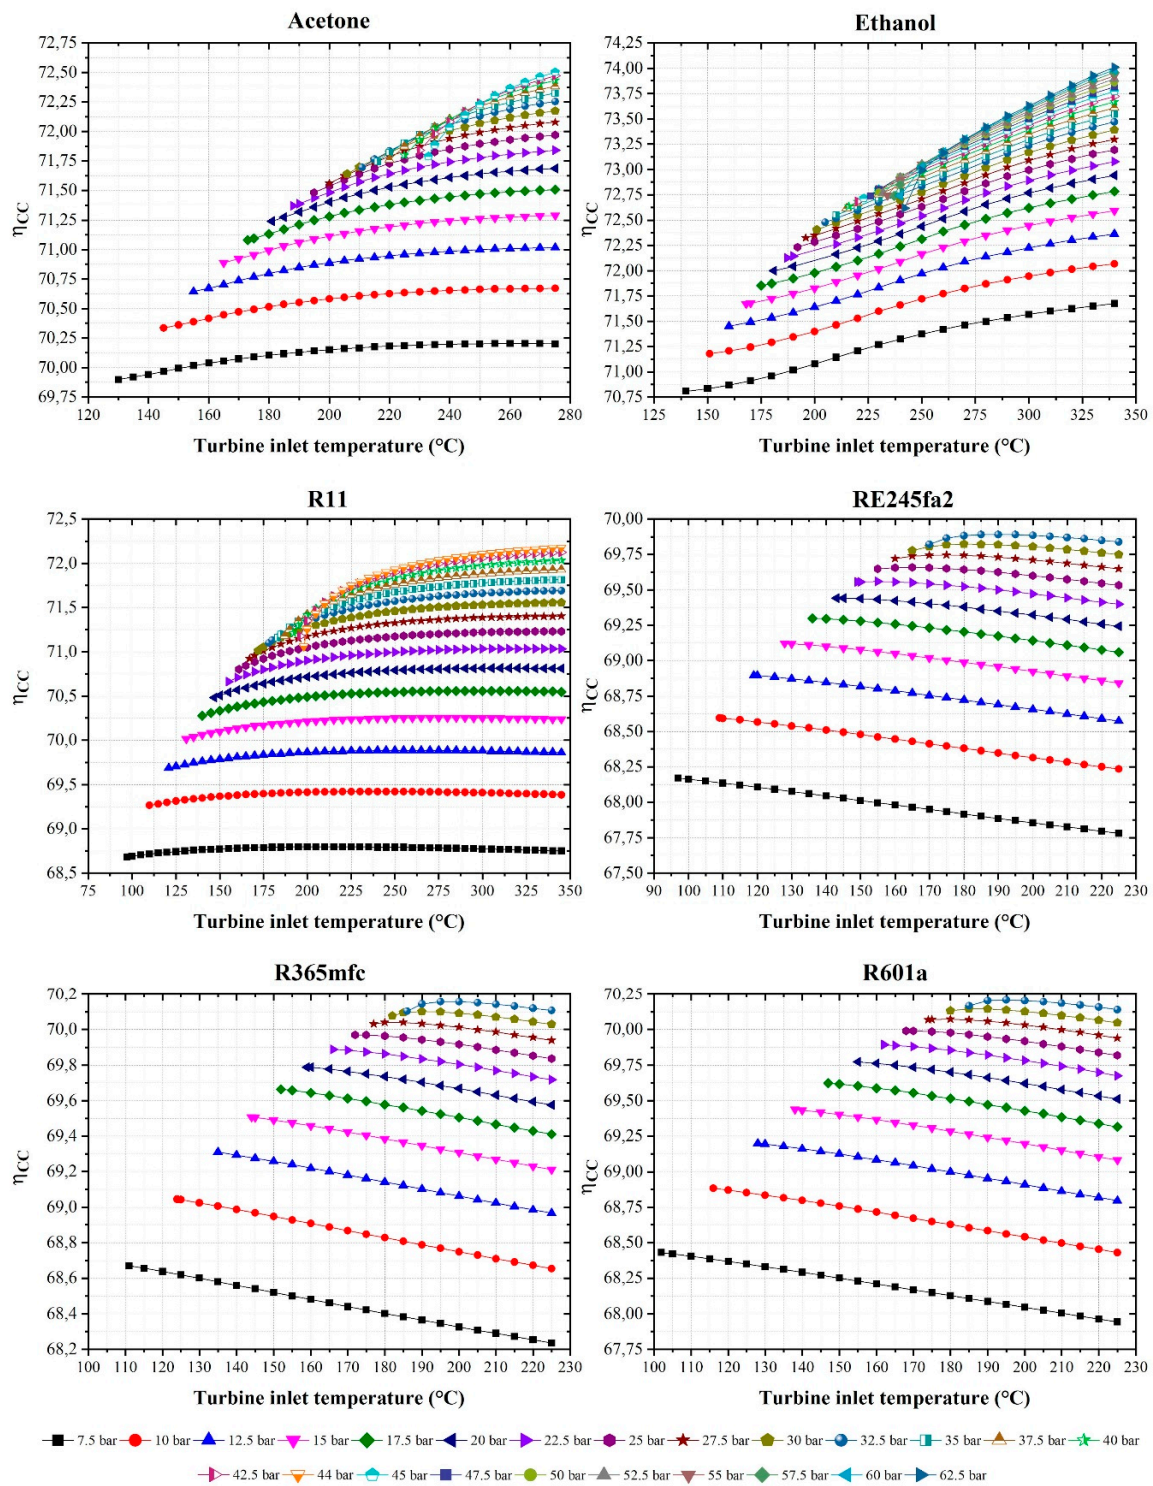 Acetone
72,75
72,50
72,25
72,00
71,75
71,50
71,25
71,00
70,75
70,50
70,25
70,00
69,75
ηCC
120 140 160 180 200 220 240 260 280
Turbine inlet temperature (°C)
Ethanol
74,25
74,00
73,75
73,50
73,25
73,00
72,75
72,50
72,25
72,00
71,75
71,50
71,25
71,00
70,75
ηCC
125 150 175 200 225 250 275 300 325 350
Turbine inlet temperature (°C)
R11
72,5
72,0
71,5
71,0
70,5
70,0
69,5
69,0
68,5
ηCC
75 100 125 150 175 200 225 250 275 300 325 350
Turbine inlet temperature (°C)
RE245fa2
70,00
69,75
69,50
69,25
69,00
68,75
68,50
68,25
68,00
67,75
67,50
ηCC
90 100 110 120 130 140 150 160 170 180 190 200 210 220 230
Turbine inlet temperature (°C)
R365mfc
70,2
70,0
69,8
69,6
69,4
69,2
69,0
68,8
68,6
68,4
68,2
ηCC
100 110 120 130 140 150 160 170 180 190 200 210 220 230
Turbine inlet temperature (°C)
R601a
70,25
70,00
69,75
69,50
69,25
69,00
68,75
68,50
68,25
68,00
67,75
ηCC
100 110 120 130 140 150 160 170 180 190 200 210 220 230
Turbine inlet temperature (°C)
7.5 bar 10 bar 12.5 bar 15 bar 17.5 bar 20 bar 22.5 bar 25 bar 27.5 bar 30 bar 32.5 bar 35 bar 37.5 bar 40 bar
42.5 bar 44 bar 45 bar 47.5 bar 50 bar 52.5 bar 55 bar 57.5 bar 60 bar 62.5 bar